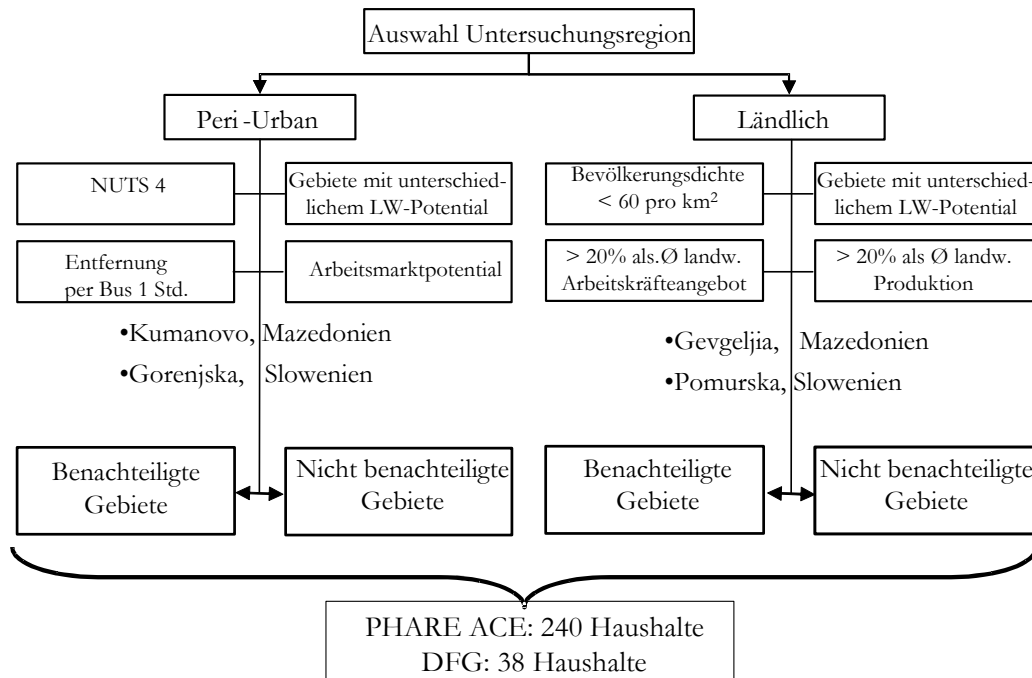 Auswahl Untersuchungsregion
Peri -Urban
Ländlich
NUTS 4
Gebiete mit unterschied-
lichem LW-Potential
Bevölkerungsdichte
< 60 pro km²
Gebiete mit unterschied-
lichem LW-Potential
Entfernung
per Bus 1 Std.
Arbeitsmarktpotential
> 20% als.Ø landw.
Arbeitskräfteangebot
> 20% als Ø landw.
Produktion
•Kumanovo, Mazedonien
•Gorenjska, Slowenien
•Gevgeljia, Mazedonien
•Pomurska, Slowenien
Benachteiligte
Gebiete
Nicht benachteiligte
Gebiete
Benachteiligte
Gebiete
Nicht benachteiligte
Gebiete
PHARE ACE: 240 Haushalte
DFG: 38 Haushalte